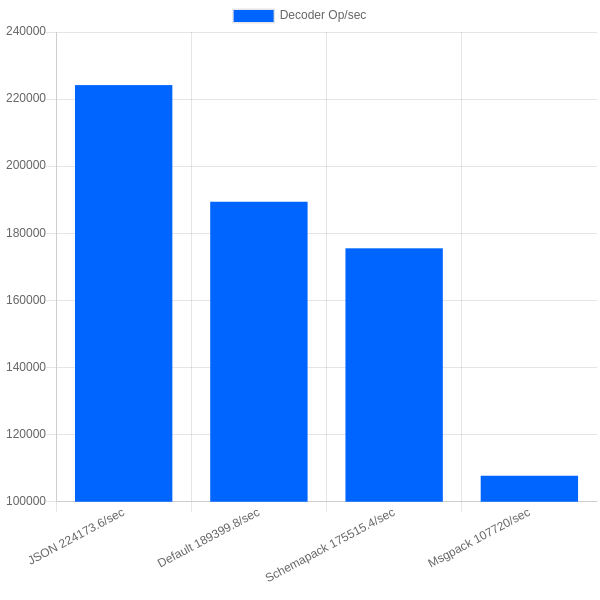 Decoder Op/sec
240000
220000
200000
180000
160000
140000
120000
100000
JSON 224173.6/sec
Default 189399.8/sec
Schemapack 175515.4/sec
Msgpack 107720/sec